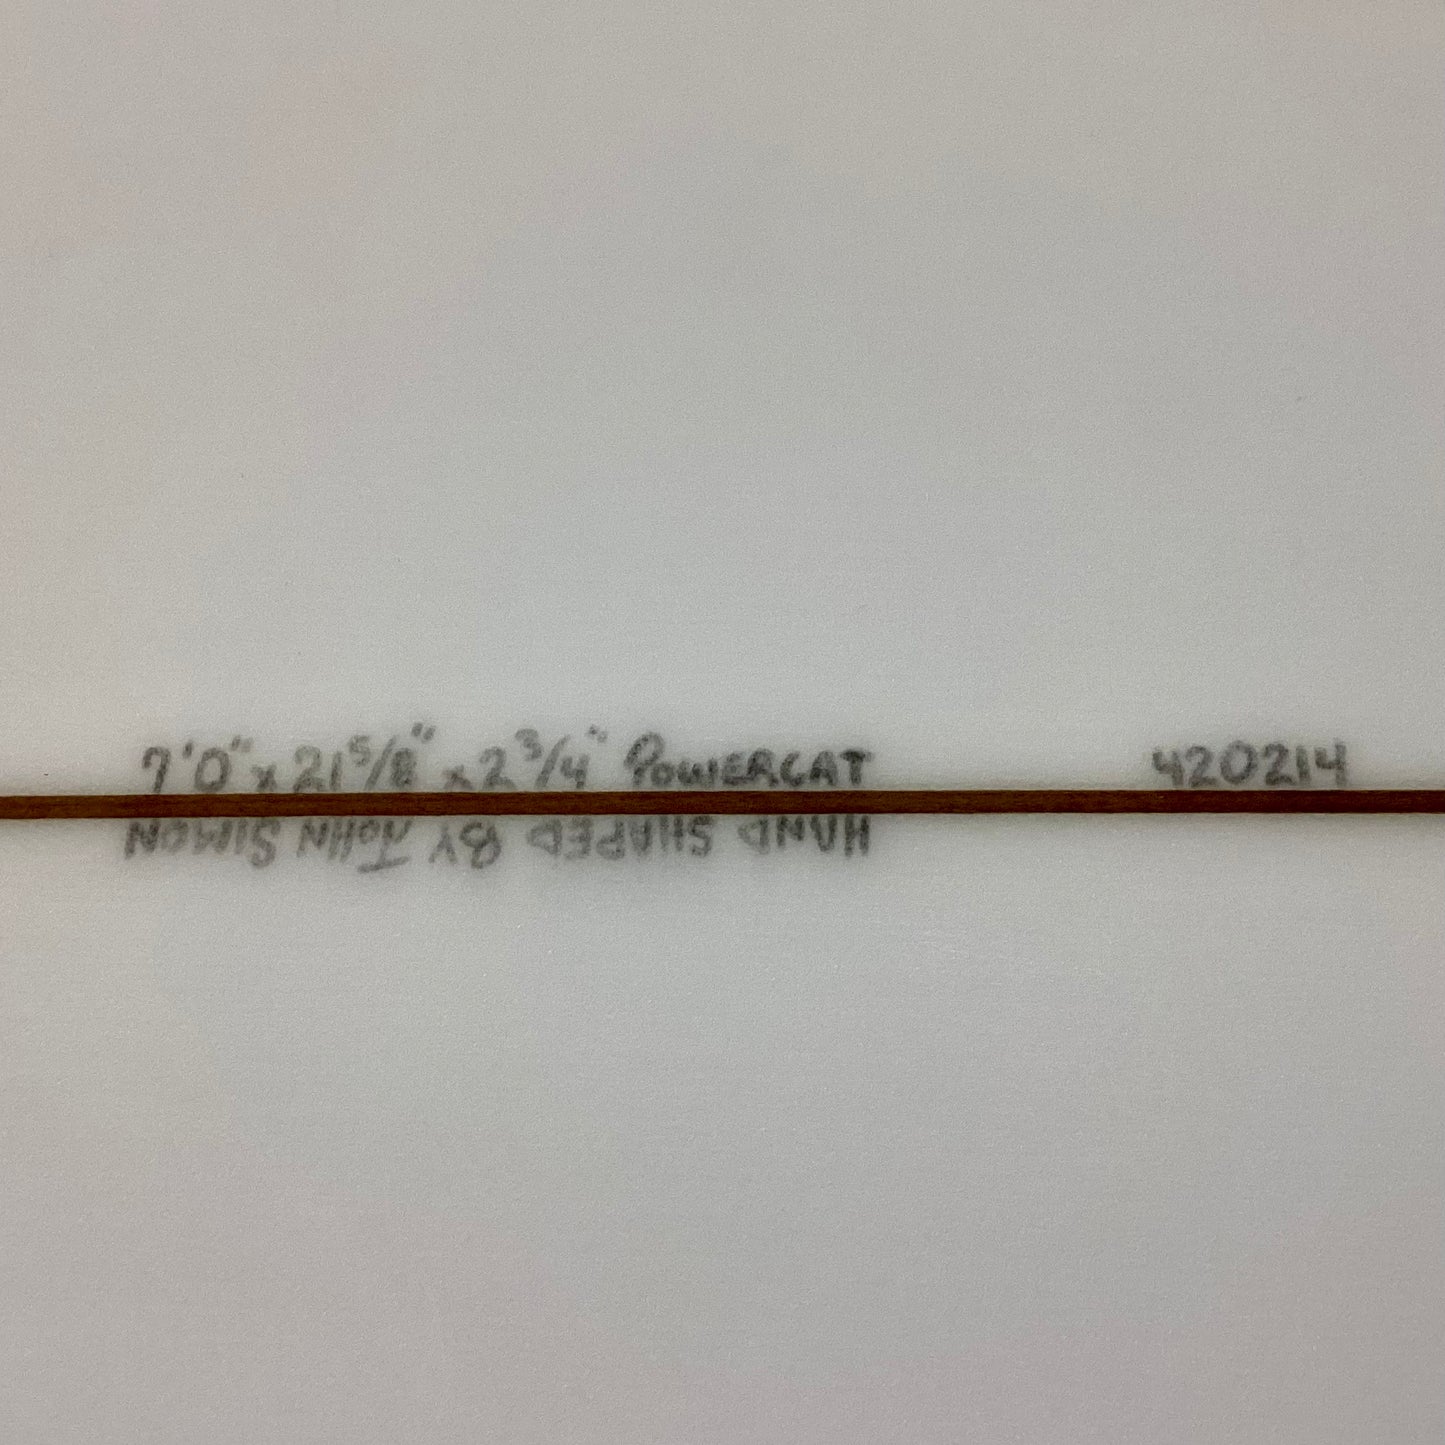 7'0" x 21 5/8" x 2 3/4" POWERCAT 420214
HAND SHAPED BY JOHN SIMON